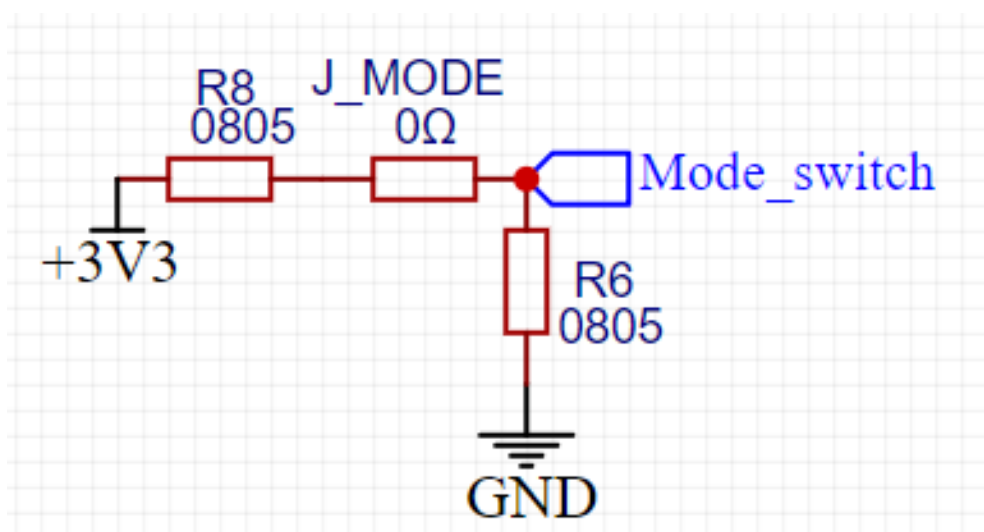 R8
0805
J_MODE
0Ω
Mode_switch
+3V3
R6
0805
GND